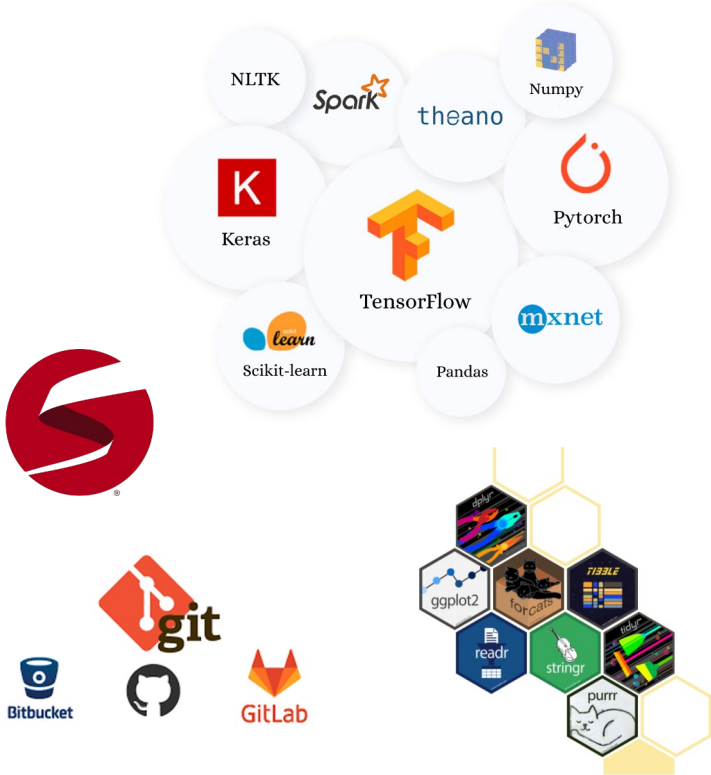 NLTK
Spark
theano
Numpy
K
Keras
Pytorch
TensorFlow
mxnet
scikit
learn
Scikit-learn
Pandas
S
®
dplyr
ggplot2
forcats
TIBBLE
readr
stringr
tidyr
purrr
git
Bitbucket
GitLab